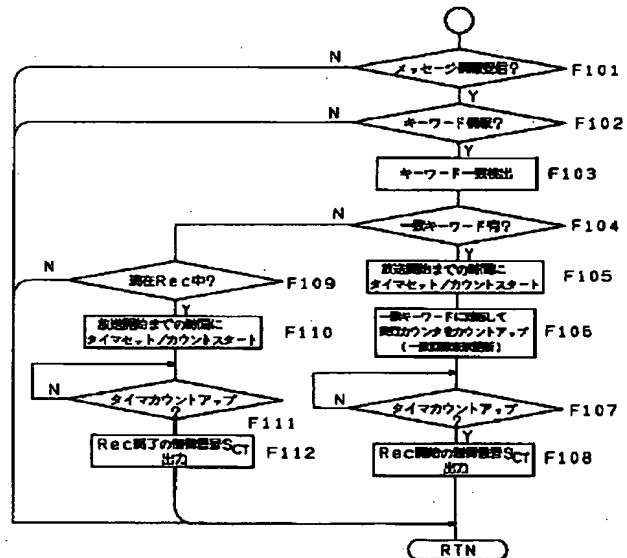 N
メッセージ情報受信?
F101
Y
N
キーワード情報?
F102
Y
キーワード一致検出
F103
N
一致キーワード有?
F104
Y
放送開始までの時間に
タイマセット/カウントスタート
F105
N
現在Rec中?
F109
Y
放送開始までの時間に
タイマセット/カウントスタート
F110
一致キーワードに対応して
カウンタをカウントアップ
F106
N
タイマカウントアップ
?
F111
Rec終了の制御信号SCT
出力
F112
N
タイマカウントアップ
?
F107
Y
Rec開始の制御信号SCT
出力
F108
RTN